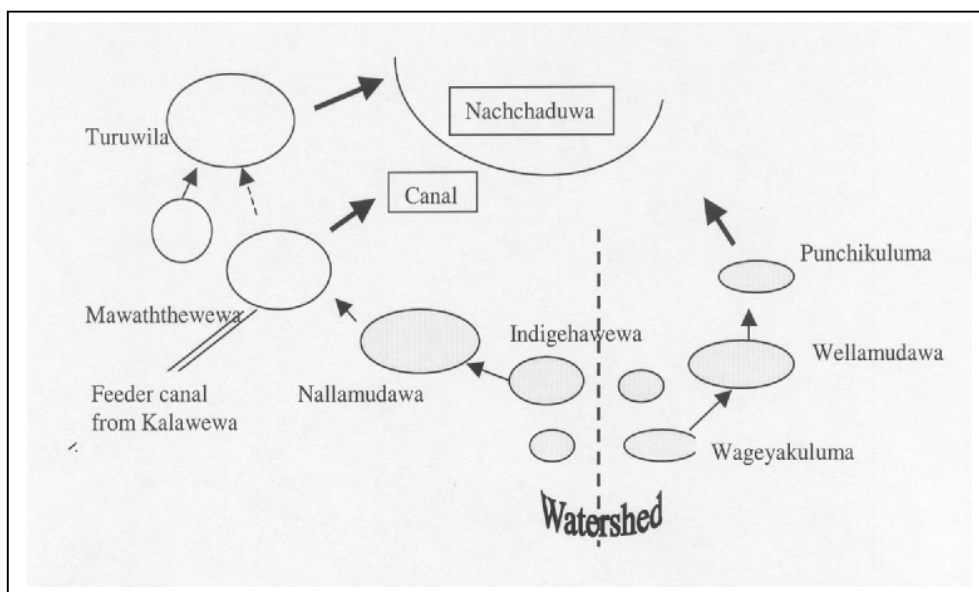 Nachchaduwa
Turuwila
Canal
Punchikuluma
Mawaththewewa
Indigehawewa
Wellamudawa
Nallamudawa
Feeder canal
from Kalawewa
Wageyakuluma
Watershed